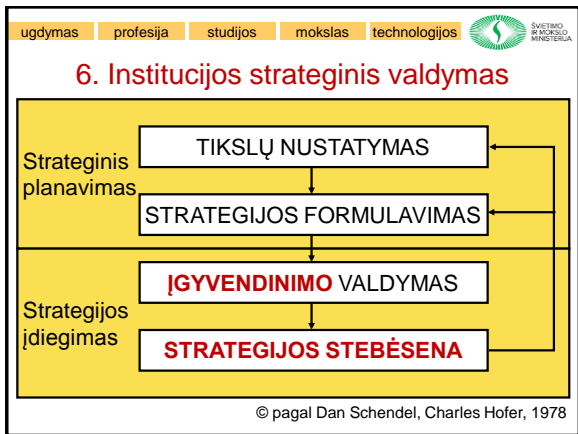 ugdymas profesija studijos mokslas technologijos
ŠVIETIMO
IR MOKSLO
MINISTERIJA
6. Institucijos strateginis valdymas
Strateginis
planavimas
TIKSLŲ NUSTATYMAS
STRATEGIJOS FORMULAVIMAS
Strategijos
įdiegimas
ĮGYVENDINIMO VALDYMAS
STRATEGIJOS STEBĖSENA
© pagal Dan Schendel, Charles Hofer, 1978